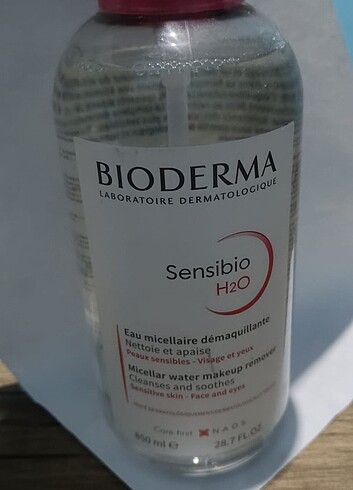 BIODERMA
LABORATOIRE DERMATOLOGIQUE
Sensibio
H2O
Eau micellaire démaquillante
Nettoie et apaise
Peaux sensibles - Visage et yeux
Micellar water makeup remover
Cleanses and soothes
Sensitive skin - Face and eyes
Care first. NAOS
850 ml e 28.7 FL.OZ